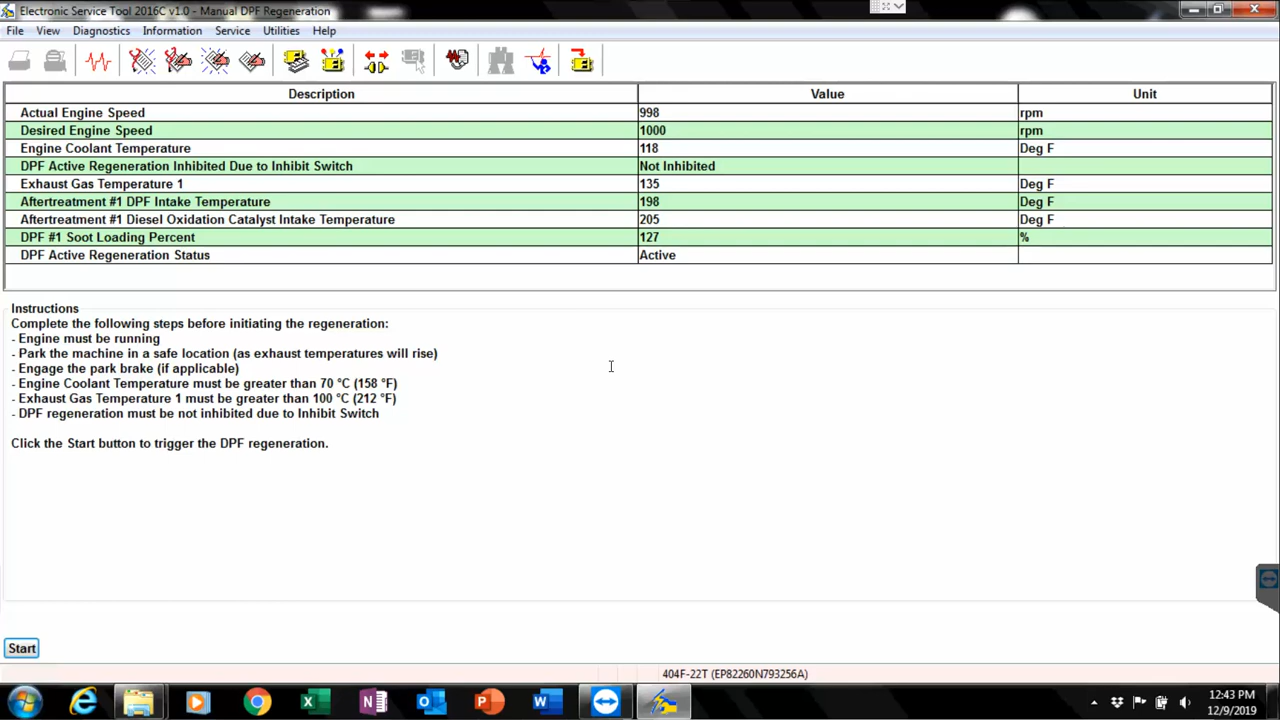 Electronic Service Tool 2016C v1.0 - Manual DPF Regeneration
File View Diagnostics Information Service Utilities Help
Description Value Unit
Actual Engine Speed 998 rpm
Desired Engine Speed 1000 rpm
Engine Coolant Temperature 118 Deg F
DPF Active Regeneration Inhibited Due to Inhibit Switch Not Inhibited
Exhaust Gas Temperature 1 135 Deg F
Aftertreatment #1 DPF Intake Temperature 198 Deg F
Aftertreatment #1 Diesel Oxidation Catalyst Intake Temperature 205 Deg F
DPF #1 Soot Loading Percent 127 %
DPF Active Regeneration Status Active
Instructions
Complete the following steps before initiating the regeneration:
- Engine must be running
- Park the machine in a safe location (as exhaust temperatures will rise)
- Engage the park brake (if applicable)
- Engine Coolant Temperature must be greater than 70 °C (158 °F)
- Exhaust Gas Temperature 1 must be greater than 100 °C (212 °F)
- DPF regeneration must be not inhibited due to Inhibit Switch
Click the Start button to trigger the DPF regeneration.
Start
404F-22T (EP82260N793256A)
12:43 PM
12/9/2019